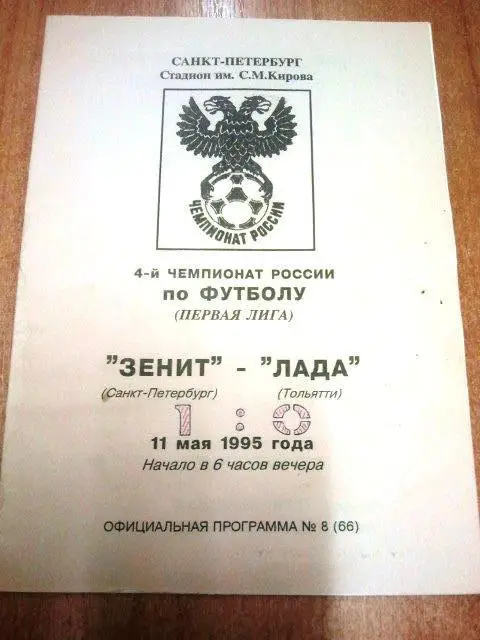 САНКТ-ПЕТЕРБУРГ
Стадион им. С.М.Кирова
ЧЕМПИОНАТ РОССИИ
4-й ЧЕМПИОНАТ РОССИИ
по ФУТБОЛУ
(ПЕРВАЯ ЛИГА)
"ЗЕНИТ" - "ЛАДА"
(Санкт-Петербург) (Тольятти)
1:0
11 мая 1995 года
Начало в 6 часов вечера
ОФИЦИАЛЬНАЯ ПРОГРАММА № 8 (66)